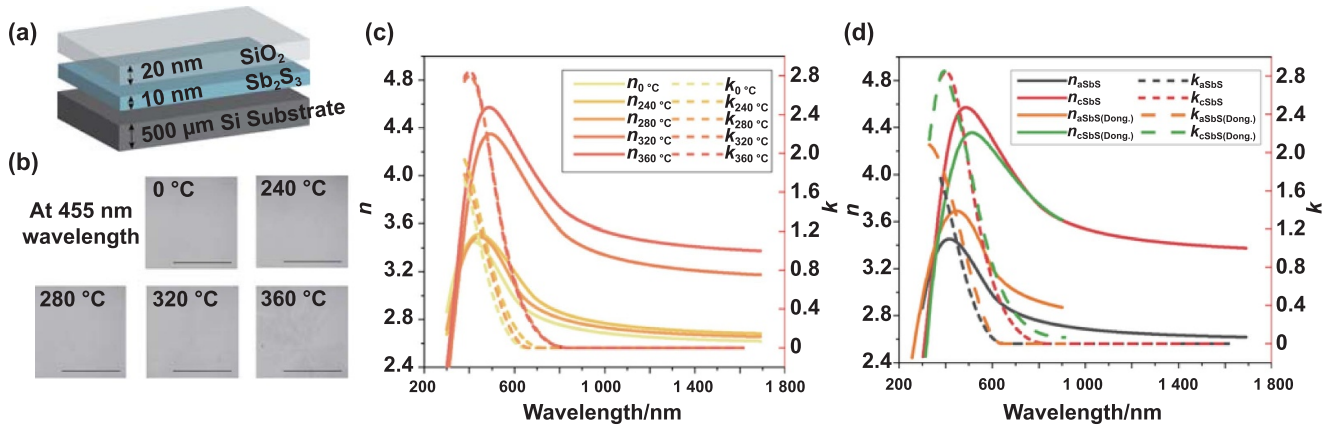 (a)
20 nm SiO2
10 nm Sb2S3
500 μm Si Substrate
(b)
At 455 nm
wavelength
0 °C
240 °C
280 °C
320 °C
360 °C
(c)
n
4.8
4.4
4.0
3.6
3.2
2.8
2.4
n0 °C
k0 °C
n240 °C
k240 °C
n280 °C
k280 °C
n320 °C
k320 °C
n360 °C
k360 °C
2.8
2.4
2.0
1.6
1.2
0.8
0.4
0
k
200 600 1 000 1 400 1 800
Wavelength/nm
(d)
n
4.8
4.4
4.0
3.6
3.2
2.8
2.4
naSbS
kaSbS
ncSbS
kcSbS
naSbS(Dong.)
kaSbS(Dong.)
ncSbS(Dong.)
kcSbS(Dong.)
2.8
2.4
2.0
1.6
1.2
0.8
0.4
0
k
200 600 1 000 1 400 1 800
Wavelength/nm